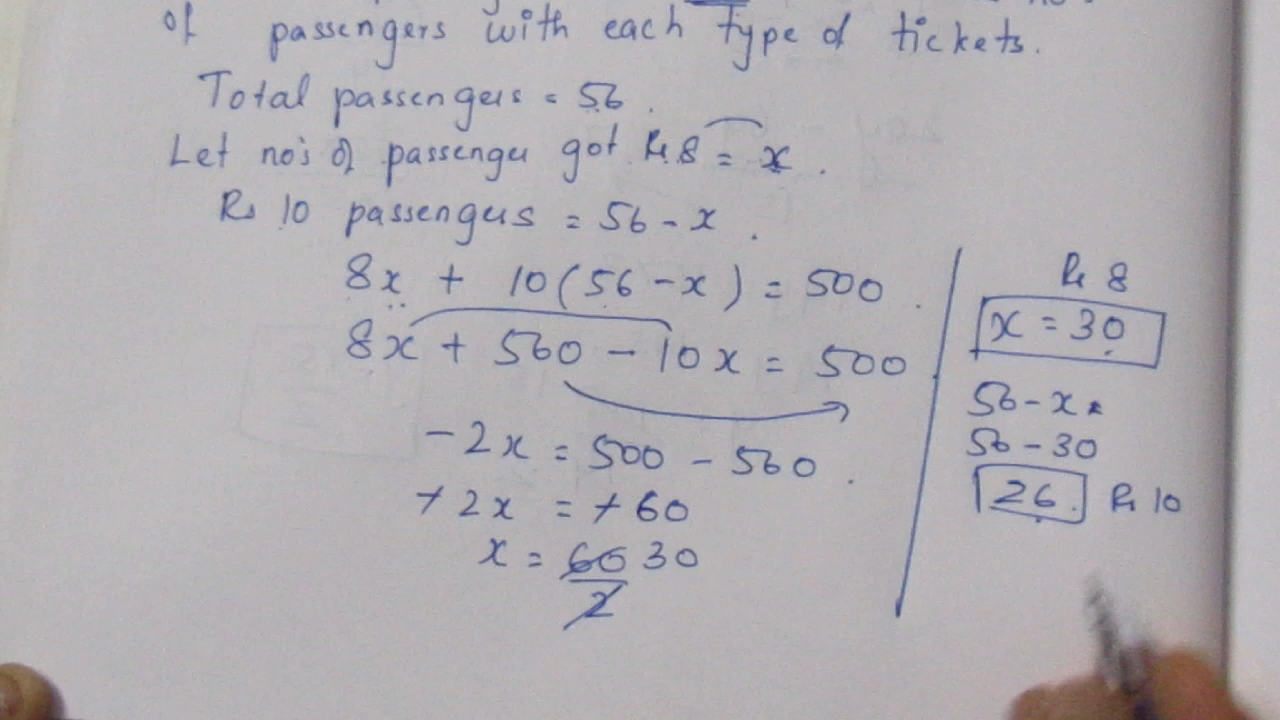 of passengers with each type of tickets.
Total passengers = 56.
Let no's of passenger got Rs 8 = x.
Rs 10 passengers = 56 - x.
8x + 10(56 - x) = 500.
8x + 560 - 10x = 500
-2x = 500 - 560.
+2x = +60
x = 60/2 30
Rs 8
x = 30
56 - x
56 - 30
26. Rs 10